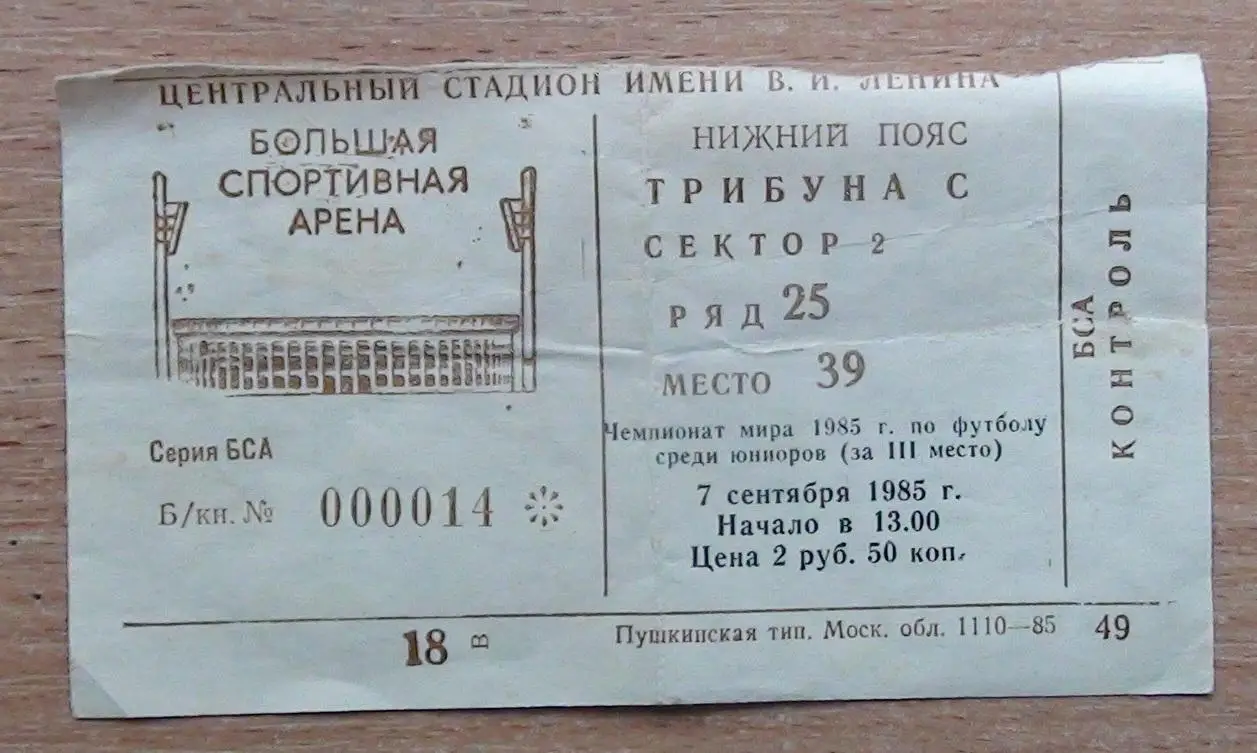 ЦЕНТРАЛЬНЫЙ СТАДИОН ИМЕНИ В. И. ЛЕНИНА
БОЛЬШАЯ
СПОРТИВНАЯ
АРЕНА
Серия БСА
Б/кн. № 000014
НИЖНИЙ ПОЯС
ТРИБУНА С
СЕКТОР 2
РЯД 25
МЕСТО 39
Чемпионат мира 1985 г. по футболу
среди юниоров (за III место)
7 сентября 1985 г.
Начало в 13.00
Цена 2 руб. 50 коп.
БСА
КОНТРОЛЬ
18 В
Пушкинская тип. Моск. обл. 1110—85 49